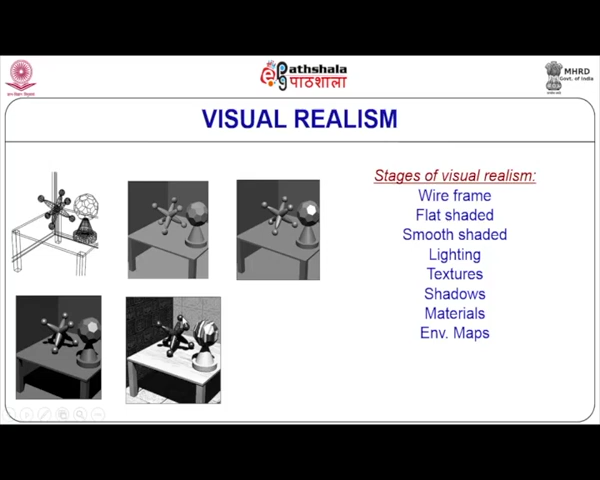 Pathshala
पाठशाला
MHRD
Govt. of India
VISUAL REALISM
Stages of visual realism:
Wire frame
Flat shaded
Smooth shaded
Lighting
Textures
Shadows
Materials
Env. Maps